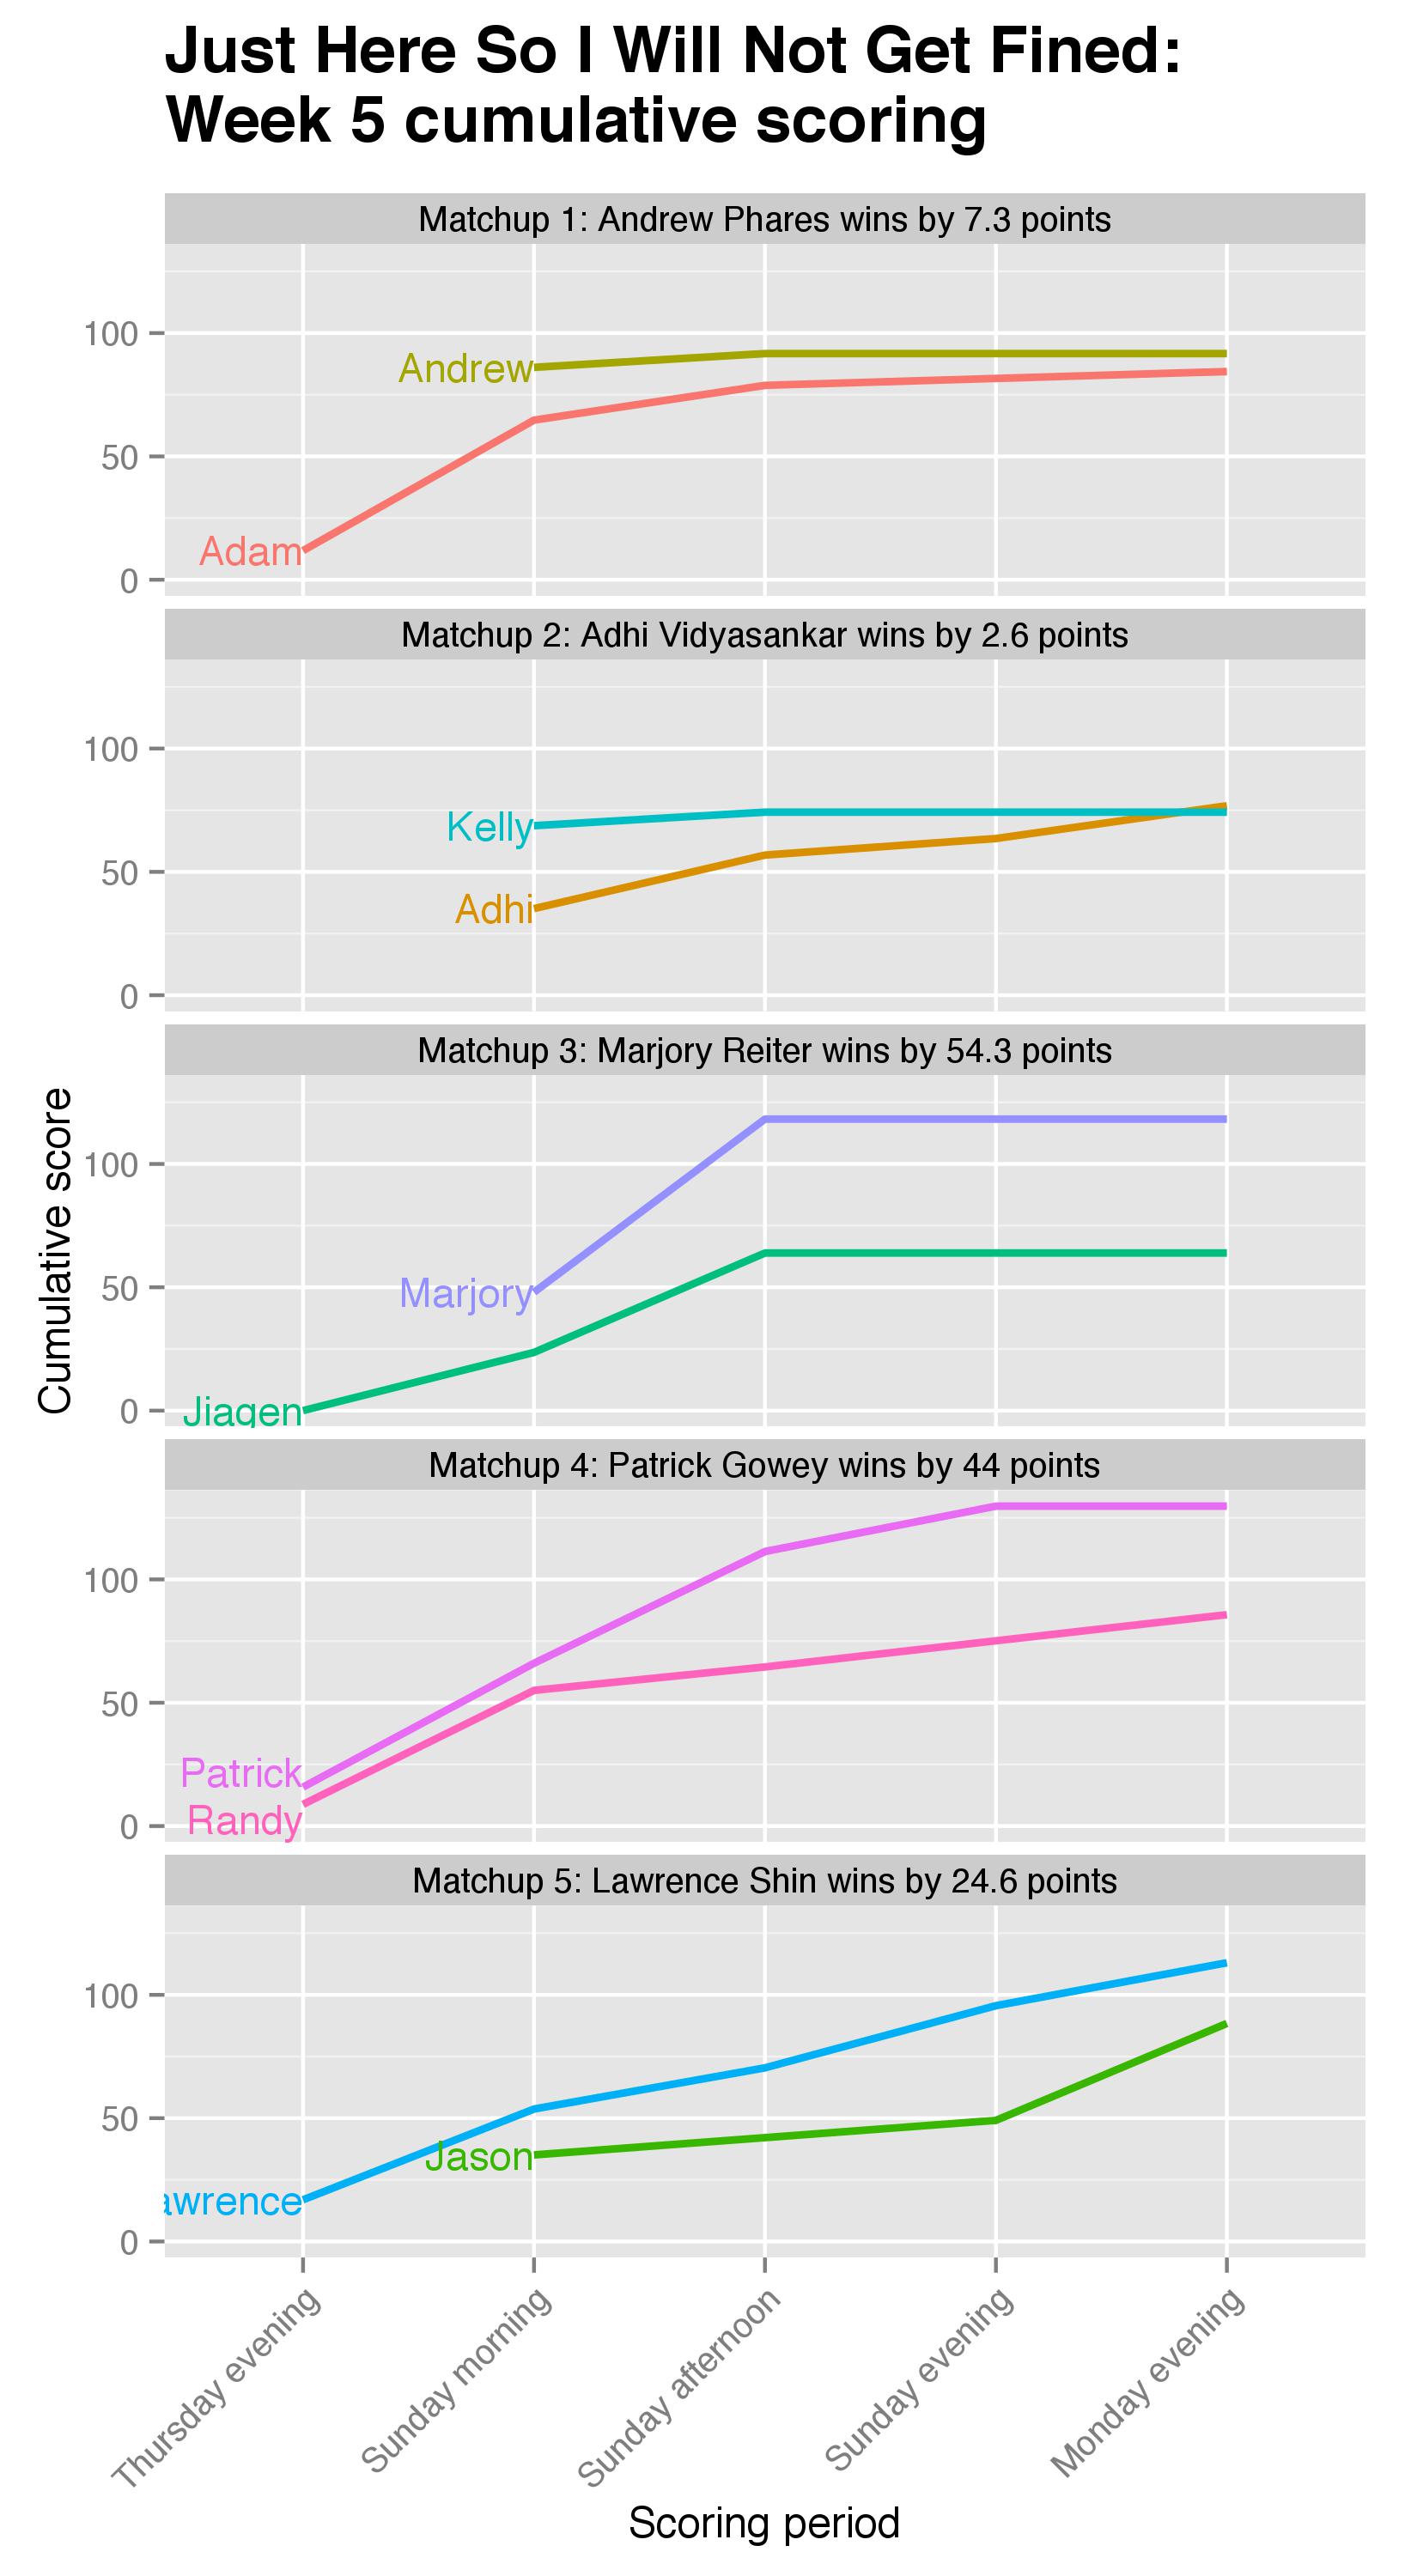 Just Here So I Will Not Get Fined:
Week 5 cumulative scoring
Matchup 1: Andrew Phares wins by 7.3 points
100
50
0
Andrew
Adam
Matchup 2: Adhi Vidyasankar wins by 2.6 points
100
50
0
Kelly
Adhi
Matchup 3: Marjory Reiter wins by 54.3 points
100
50
0
Marjory
Jiagen
Matchup 4: Patrick Gowey wins by 44 points
100
50
0
Patrick
Randy
Matchup 5: Lawrence Shin wins by 24.6 points
100
50
0
Jason
awrence
Cumulative score
Thursday evening
Sunday morning
Sunday afternoon
Sunday evening
Monday evening
Scoring period